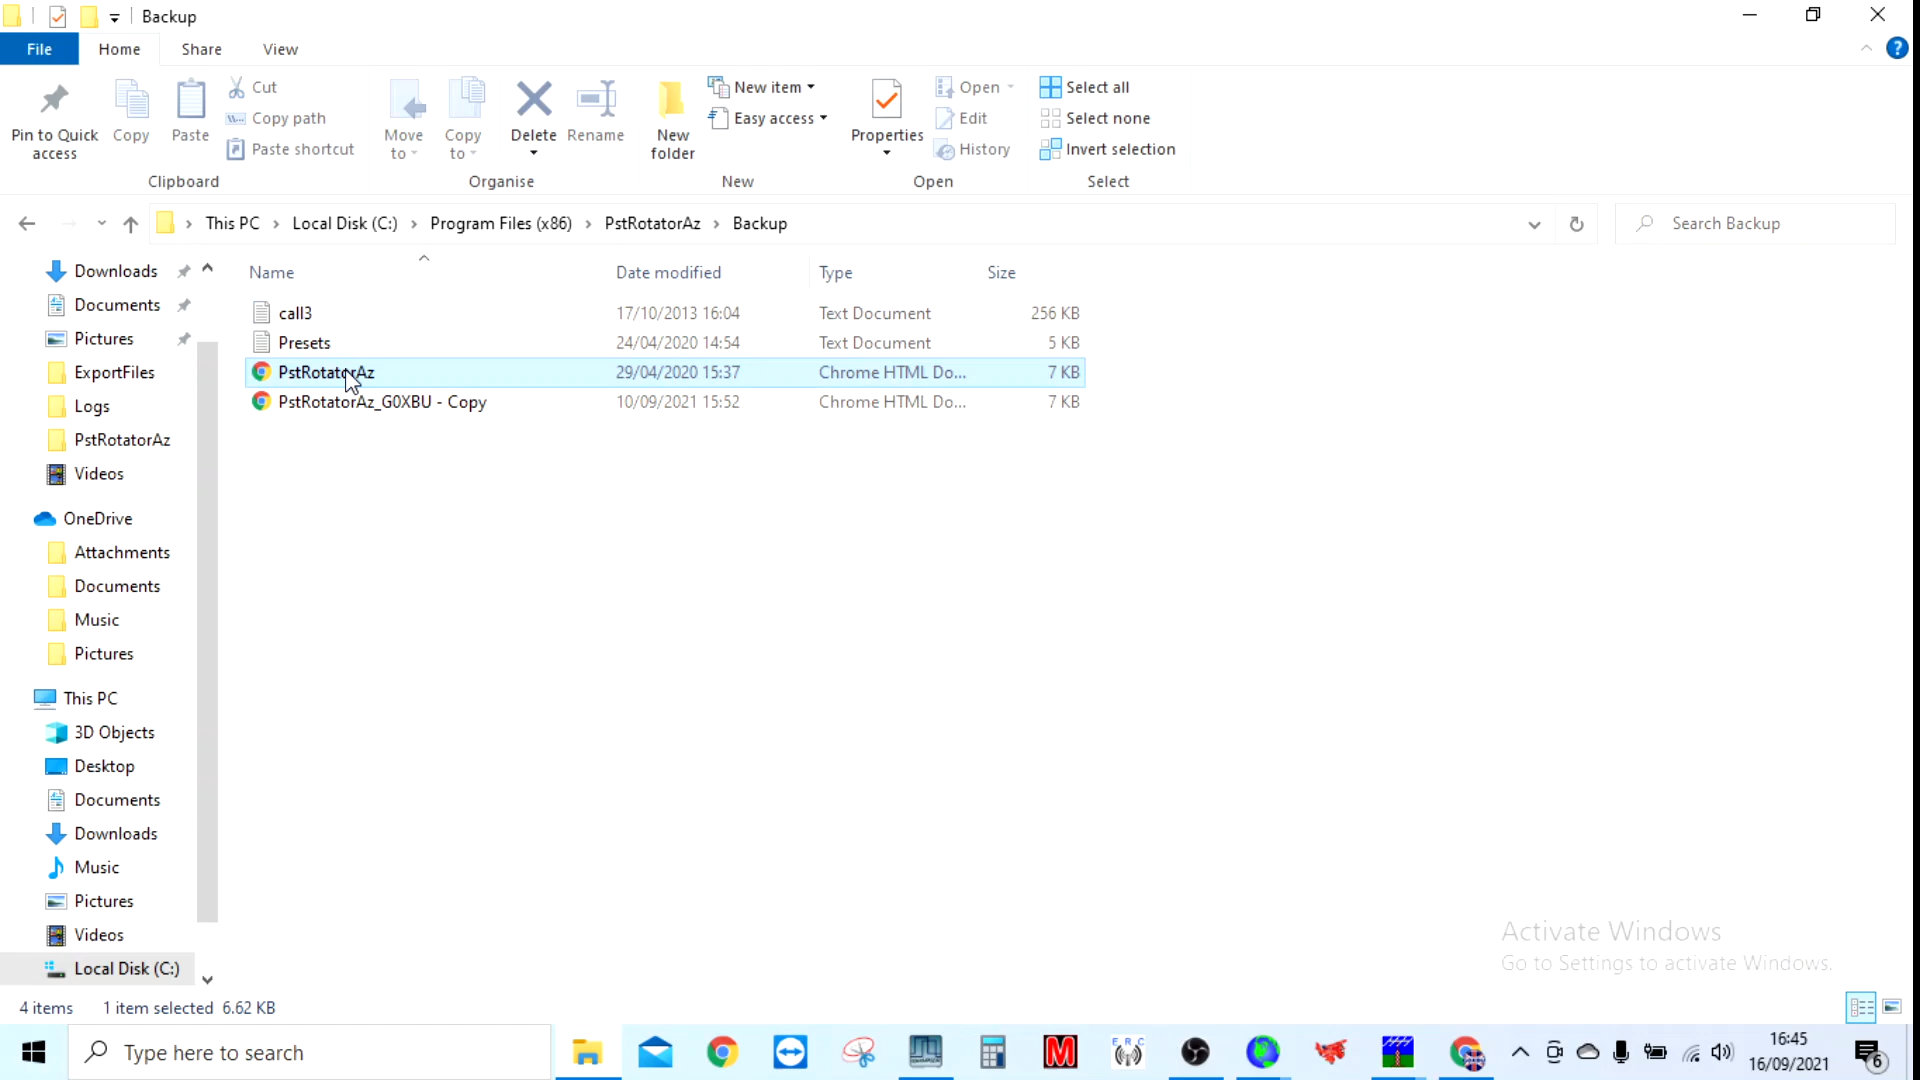 Backup
File Home Share View
Pin to Quick access
Copy
Paste
Cut
Copy path
Paste shortcut
Clipboard
Move to
Copy to
Delete
Rename
Organise
New folder
New item
Easy access
New
Properties
Open
Edit
History
Open
Select all
Select none
Invert selection
Select
This PC > Local Disk (C:) > Program Files (x86) > PstRotatorAz > Backup
Search Backup
Name Date modified Type Size
call3 17/10/2013 16:04 Text Document 256 KB
Presets 24/04/2020 14:54 Text Document 5 KB
PstRotatorAz 29/04/2020 15:37 Chrome HTML Do... 7 KB
PstRotatorAz_G0XBU - Copy 10/09/2021 15:52 Chrome HTML Do... 7 KB
Downloads
Documents
Pictures
ExportFiles
Logs
PstRotatorAz
Videos
OneDrive
Attachments
Documents
Music
Pictures
This PC
3D Objects
Desktop
Documents
Downloads
Music
Pictures
Videos
Local Disk (C:)
Activate Windows
Go to Settings to activate Windows.
4 items 1 item selected 6.62 KB
Type here to search
M
ERC
16:45
16/09/2021
6